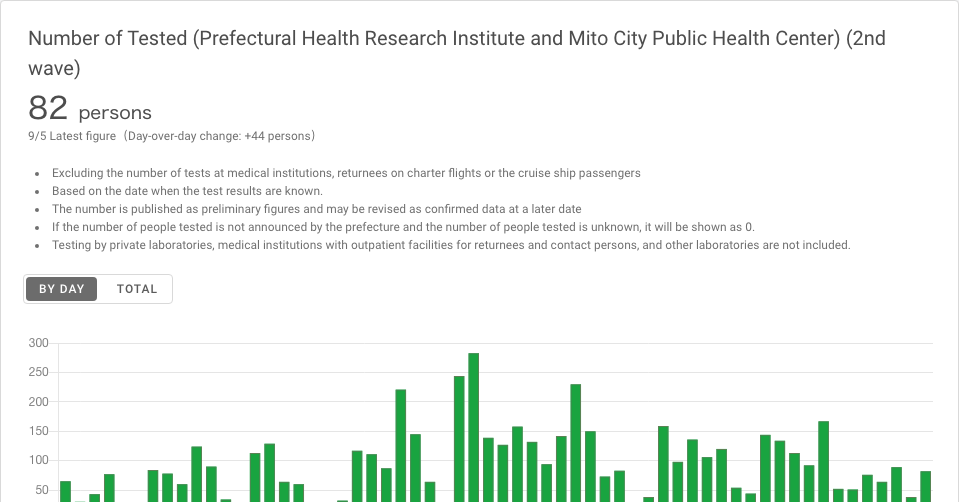 Number of Tested (Prefectural Health Research Institute and Mito City Public Health Center) (2nd
wave)
82 persons
9/5 Latest figure（Day-over-day change: +44 persons）
• Excluding the number of tests at medical institutions, returnees on charter flights or the cruise ship passengers
• Based on the date when the test results are known.
• The number is published as preliminary figures and may be revised as confirmed data at a later date
• If the number of people tested is not announced by the prefecture and the number of people tested is unknown, it will be shown as 0.
• Testing by private laboratories, medical institutions with outpatient facilities for returnees and contact persons, and other laboratories are not included.
BY DAY TOTAL
300
250
200
150
100
50